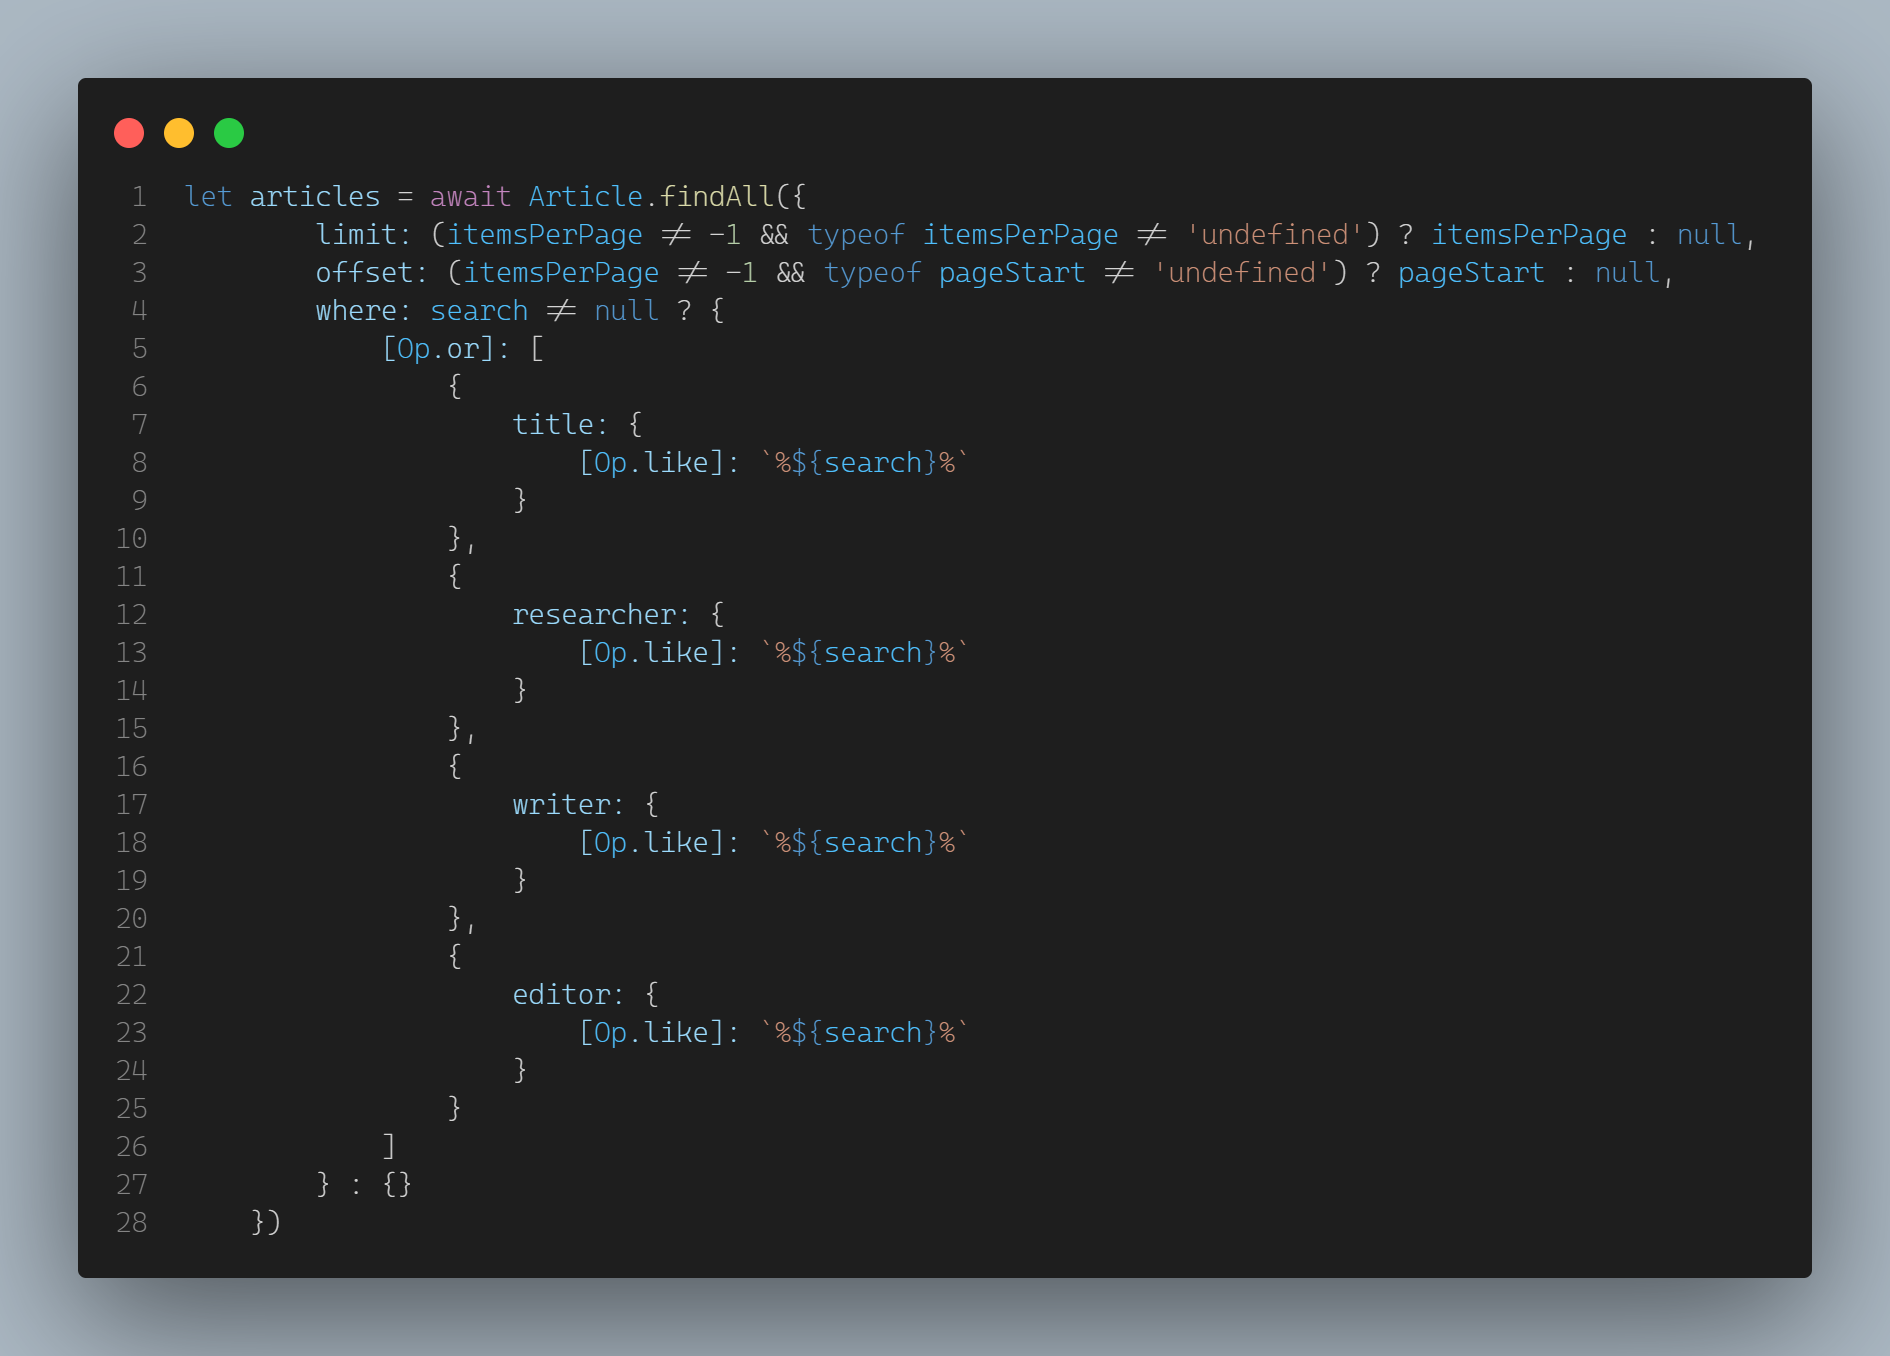 1 let articles = await Article.findAll({
2         limit: (itemsPerPage != -1 && typeof itemsPerPage != 'undefined') ? itemsPerPage : null,
3         offset: (itemsPerPage != -1 && typeof pageStart != 'undefined') ? pageStart : null,
4         where: search != null ? {
5             [Op.or]: [
6                 {
7                     title: {
8                         [Op.like]: `%${search}%`
9                     }
10                 },
11                 {
12                     researcher: {
13                         [Op.like]: `%${search}%`
14                     }
15                 },
16                 {
17                     writer: {
18                         [Op.like]: `%${search}%`
19                     }
20                 },
21                 {
22                     editor: {
23                         [Op.like]: `%${search}%`
24                     }
25                 }
26             ]
27         } : {}
28     })